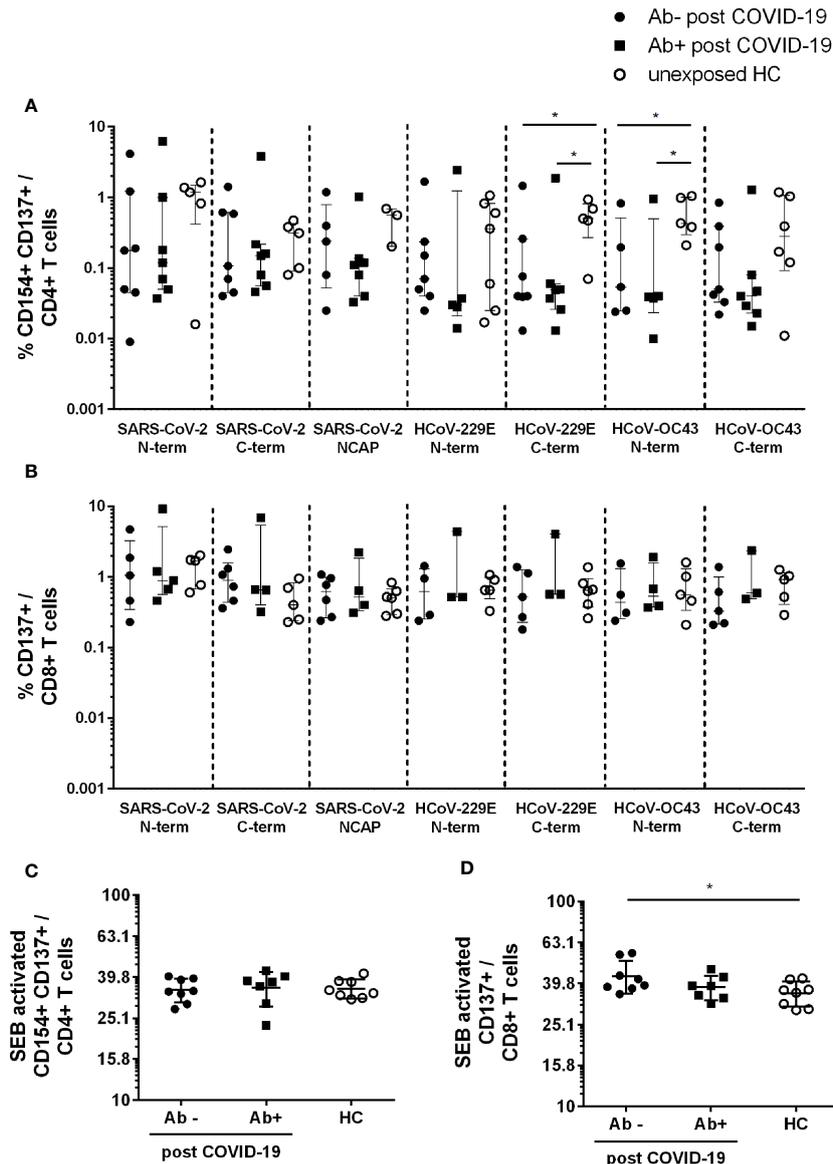 Ab- post COVID-19
Ab+ post COVID-19
unexposed HC
A
% CD154+ CD137+ /
CD4+ T cells
10
1
0.1
0.01
0.001
* * * *
SARS-CoV-2 SARS-CoV-2 SARS-CoV-2 HCoV-229E HCoV-229E HCoV-OC43 HCoV-OC43
N-term C-term NCAP N-term C-term N-term C-term
B
% CD137+ /
CD8+ T cells
10
1
0.1
0.01
0.001
SARS-CoV-2 SARS-CoV-2 SARS-CoV-2 HCoV-229E HCoV-229E HCoV-OC43 HCoV-OC43
N-term C-term NCAP N-term C-term N-term C-term
C
SEB activated
CD154+ CD137+ /
CD4+ T cells
100
63.1
39.8
25.1
15.8
10
Ab - Ab+ HC
post COVID-19
D
SEB activated
CD137+ /
CD8+ T cells
100
63.1
39.8
25.1
15.8
10
*
Ab - Ab+ HC
post COVID-19